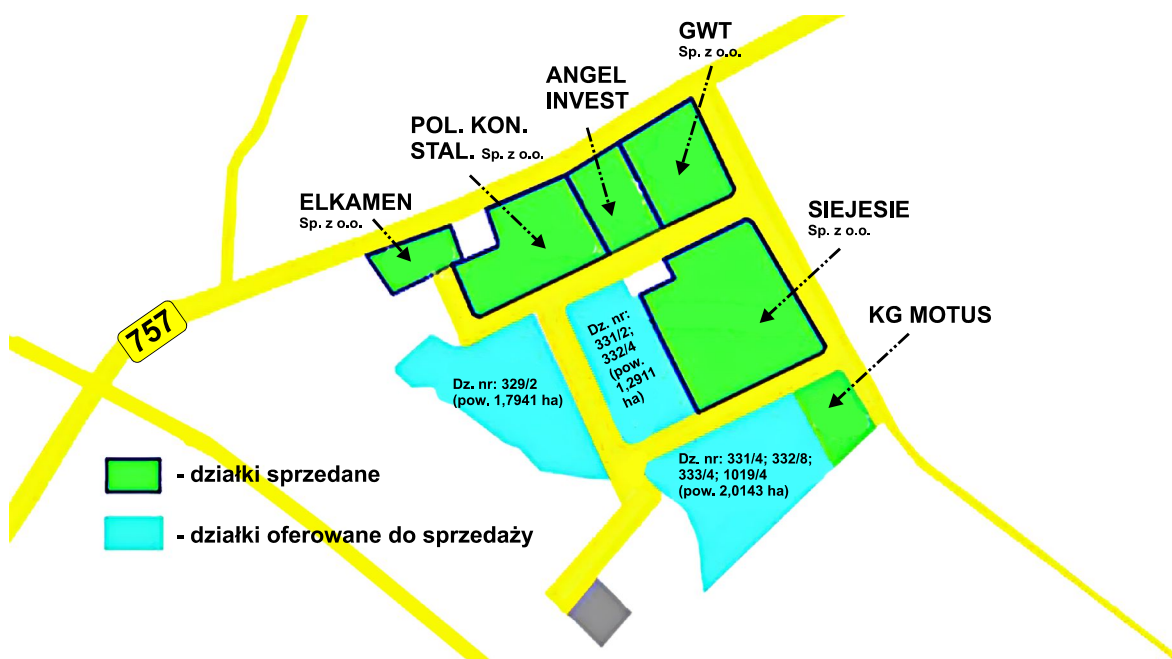 GWT
Sp. z o.o.
ANGEL
INVEST
POL. KON.
STAL. Sp. z o.o.
ELKAMEN
Sp. z o.o.
SIEJESIE
Sp. z o.o.
KG MOTUS
757
Dz. nr:
331/2;
332/4
(pow.
1,2911
ha)
Dz. nr: 329/2
(pow. 1,7941 ha)
Dz. nr: 331/4; 332/8;
333/4; 1019/4
(pow. 2,0143 ha)
- działki sprzedane
- działki oferowane do sprzedaży